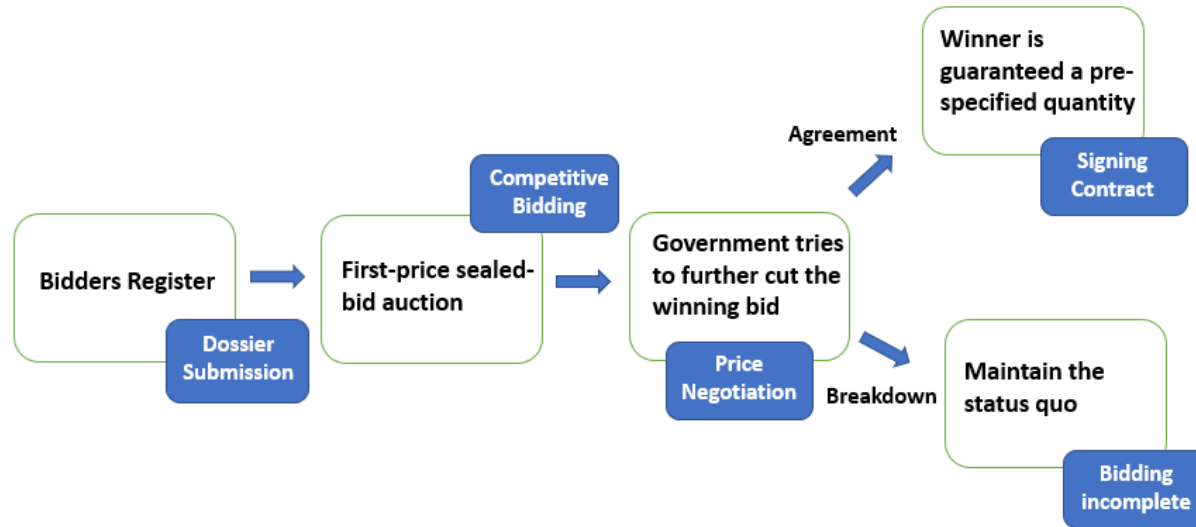 Bidders Register
Dossier
Submission
Competitive
Bidding
First-price sealed-
bid auction
Government tries
to further cut the
winning bid
Price
Negotiation
Agreement
Winner is
guaranteed a pre-
specified quantity
Signing
Contract
Breakdown
Maintain the
status quo
Bidding
incomplete